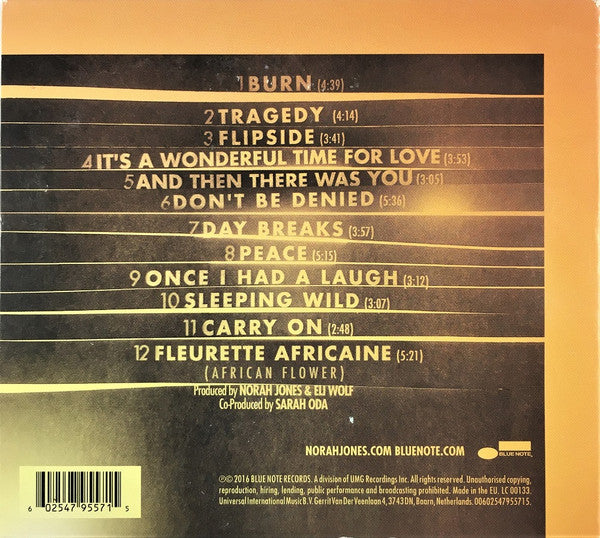 1 BURN (4:39)
2 TRAGEDY (4:14)
3 FLIPSIDE (3:41)
4 IT'S A WONDERFUL TIME FOR LOVE (3:53)
5 AND THEN THERE WAS YOU (3:05)
6 DON'T BE DENIED (5:36)
7 DAY BREAKS (3:57)
8 PEACE (5:15)
9 ONCE I HAD A LAUGH (3:12)
10 SLEEPING WILD (3:07)
11 CARRY ON (2:48)
12 FLEURETTE AFRICAINE (5:21)
(AFRICAN FLOWER)
Produced by NORAH JONES & ELI WOLF
Co-Produced by SARAH ODA
NORAHJONES.COM BLUENOTE.COM
BLUE NOTE
Ⓟ© 2016 BLUE NOTE RECORDS. A division of UMG Recordings Inc. All rights reserved. Unauthorised copying,
reproduction, hiring, lending, public performance and broadcasting prohibited. Made in the EU. LC 00133.
Universal International Music B.V. Gerrit Van Der Veenlaan 4, 3743 DN, Baarn, Netherlands. 00602547955715.
6 02547 95571 5